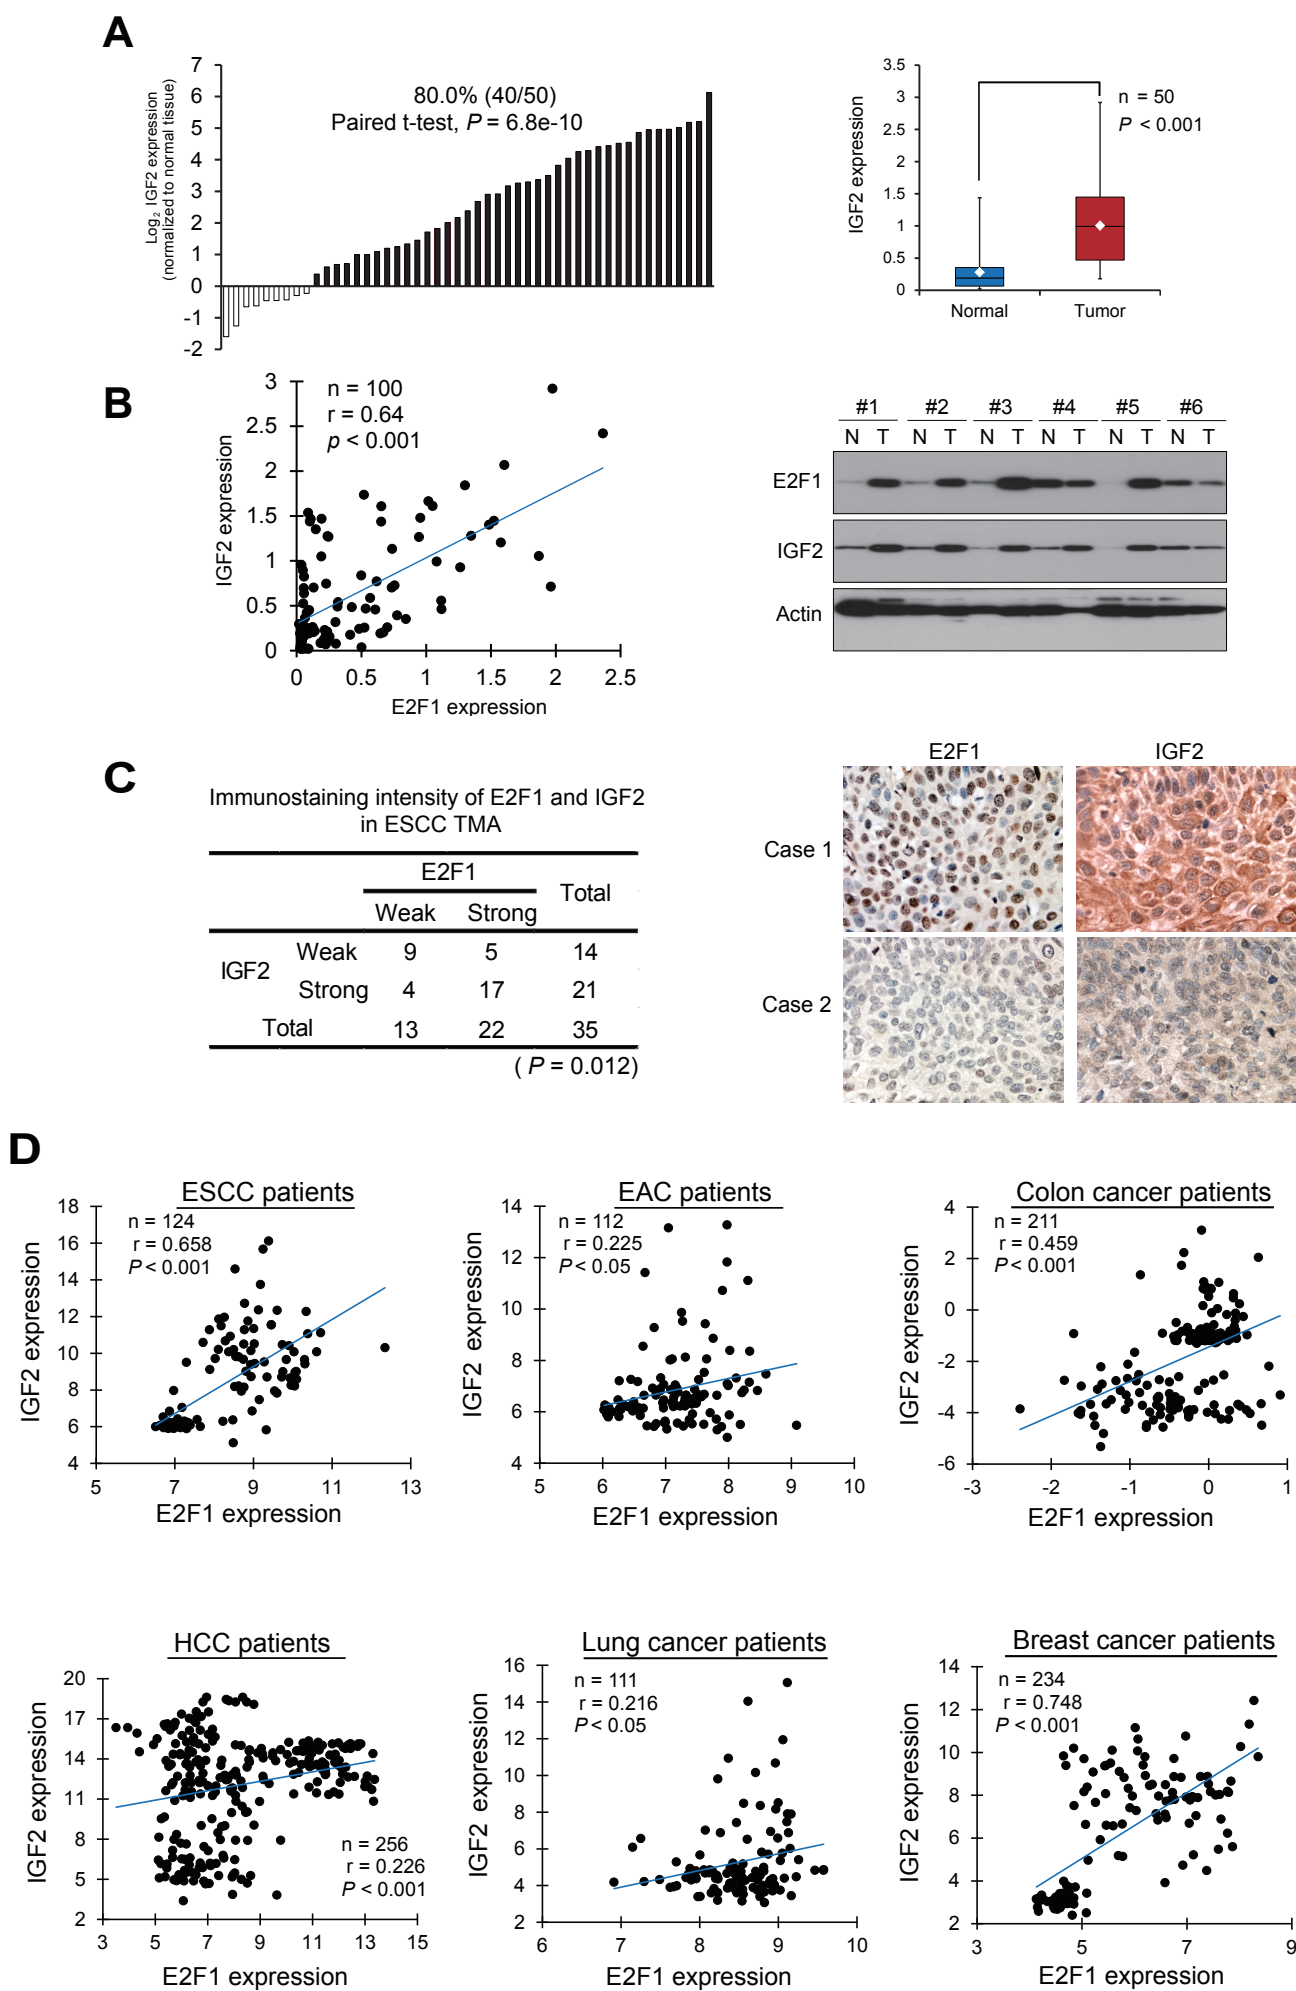 A
7
6
5
4
3
2
1
0
-1
-2
Log2 IGF2 expression
(normalized to normal tissue)
80.0% (40/50)
Paired t-test, P = 6.8e-10
3.5
3
2.5
2
1.5
1
0.5
0
IGF2 expression
n = 50
P < 0.001
Normal Tumor
B
3
2.5
2
1.5
1
0.5
0
IGF2 expression
n = 100
r = 0.64
p < 0.001
0 0.5 1 1.5 2 2.5
E2F1 expression
#1 #2 #3 #4 #5 #6
N T N T N T N T N T N T
E2F1
IGF2
Actin
C
Immunostaining intensity of E2F1 and IGF2
in ESCC TMA
E2F1
Total
Weak Strong
IGF2
Weak 9 5 14
Strong 4 17 21
Total 13 22 35
( P = 0.012)
E2F1 IGF2
Case 1
Case 2
D
ESCC patients
n = 124
r = 0.658
P < 0.001
18
16
14
12
10
8
6
4
IGF2 expression
5 7 9 11 13
E2F1 expression
EAC patients
n = 112
r = 0.225
P < 0.05
14
12
10
8
6
4
IGF2 expression
5 6 7 8 9 10
E2F1 expression
Colon cancer patients
n = 211
r = 0.459
P < 0.001
4
2
0
-2
-4
-6
IGF2 expression
-3 -2 -1 0 1
E2F1 expression
HCC patients
20
17
14
11
8
5
2
IGF2 expression
n = 256
r = 0.226
P < 0.001
3 5 7 9 11 13 15
E2F1 expression
Lung cancer patients
n = 111
r = 0.216
P < 0.05
16
14
12
10
8
6
4
2
IGF2 expression
6 7 8 9 10
E2F1 expression
Breast cancer patients
n = 234
r = 0.748
P < 0.001
14
12
10
8
6
4
2
IGF2 expression
3 5 7 9
E2F1 expression